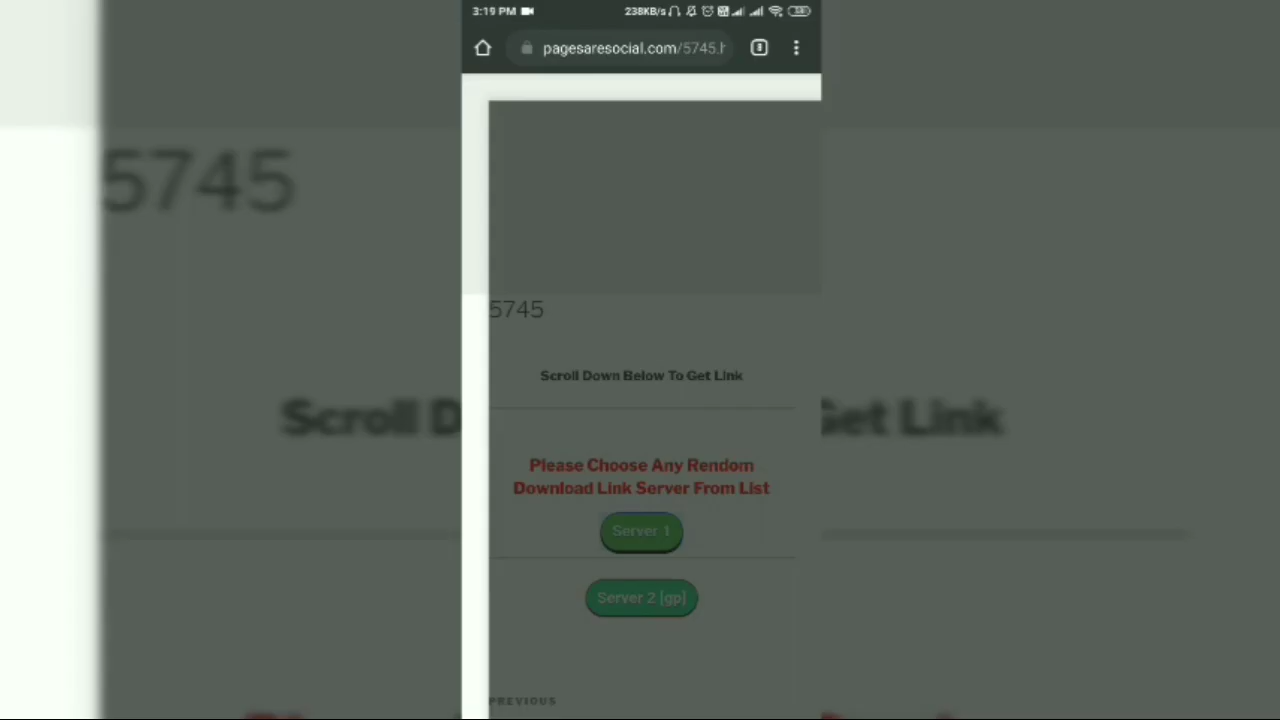 3:19 PM
238KB/s
pagesaresocial.com/5745.h
5745
5745
Scroll Down Below To Get Link
Scroll D
Get Link
Please Choose Any Rendom
Download Link Server From List
Server 1
Server 2 [gp]
PREVIOUS